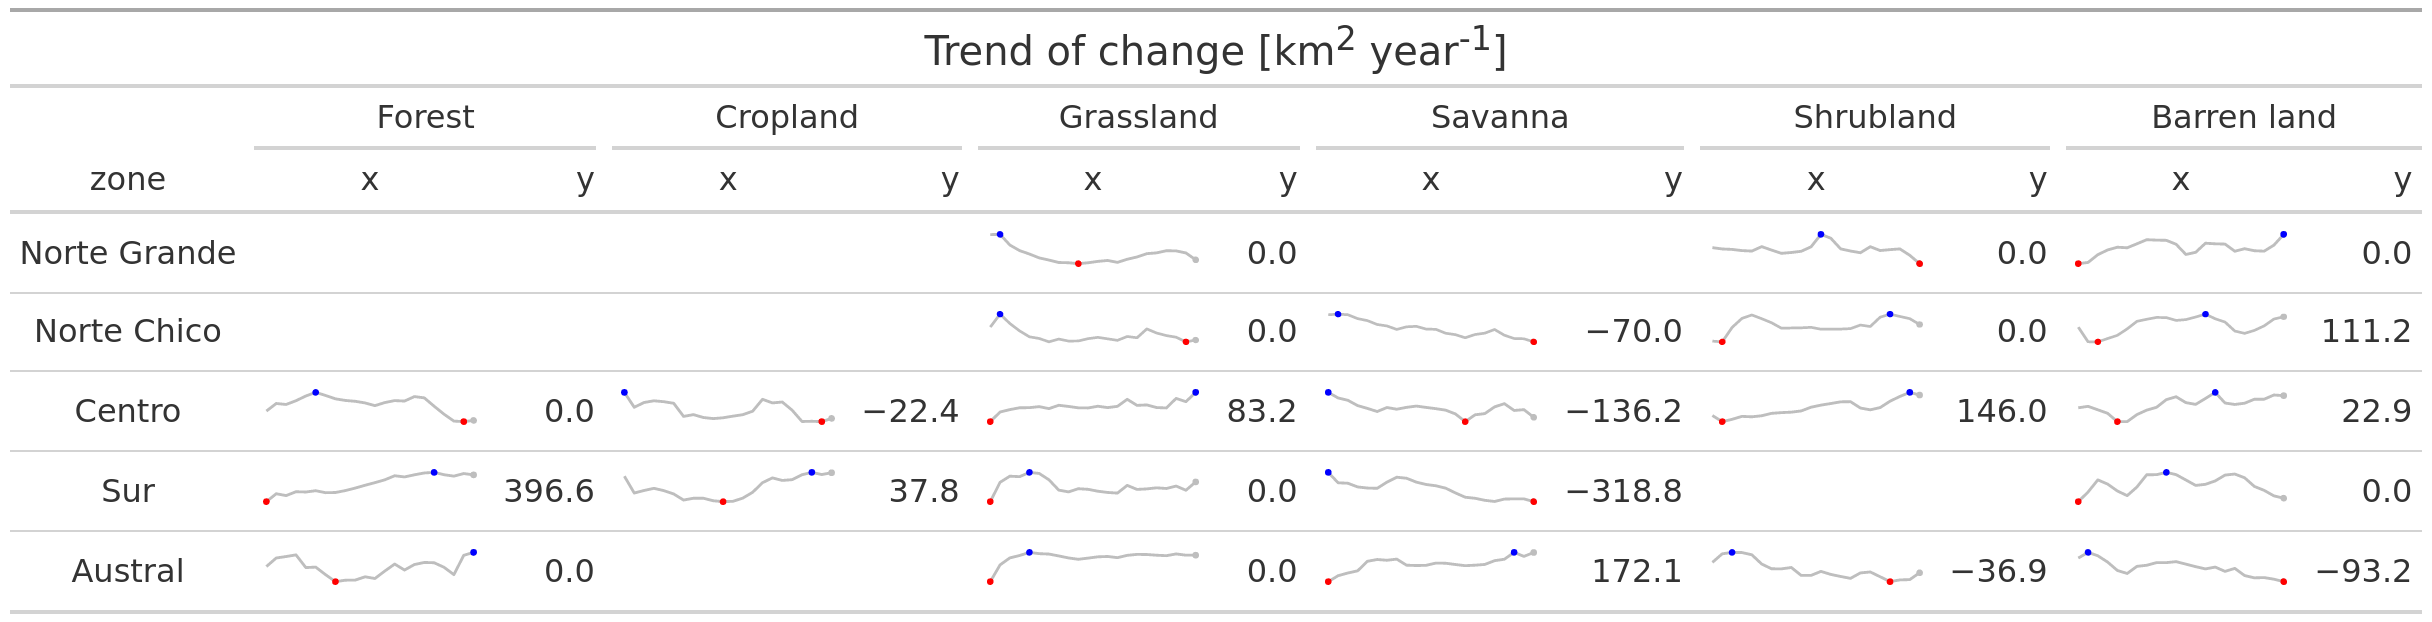 Trend of change [km² year⁻¹]
Forest Cropland Grassland Savanna Shrubland Barren land
zone x y x y x y x y x y x y
Norte Grande 0.0 0.0 0.0
Norte Chico 0.0 −70.0 0.0 111.2
Centro 0.0 −22.4 83.2 −136.2 146.0 22.9
Sur 396.6 37.8 0.0 −318.8 0.0
Austral 0.0 0.0 172.1 −36.9 −93.2